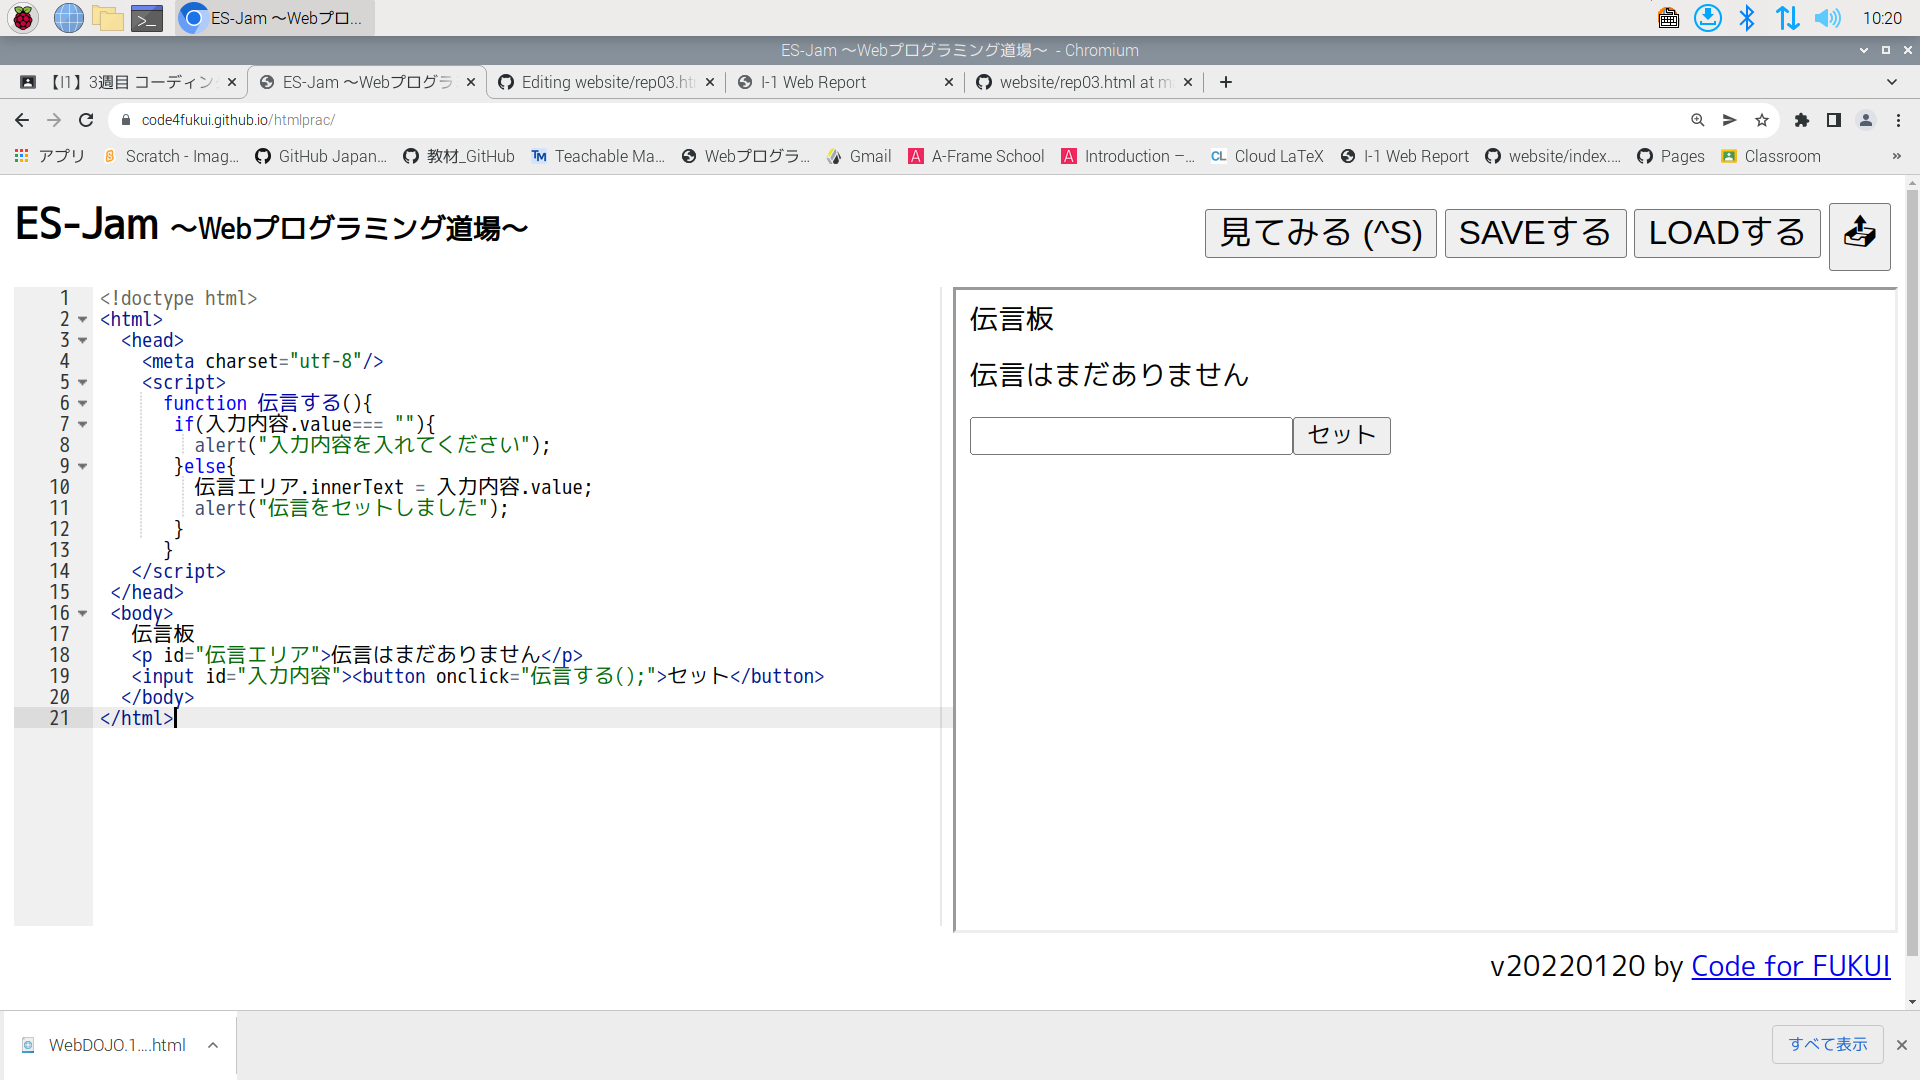 ES-Jam 〜Webプロ...
10:20
ES-Jam 〜Webプログラミング道場〜 - Chromium
【I1】3週目 コーディン
ES-Jam 〜Webプログラ
Editing website/rep03.ht
I-1 Web Report
website/rep03.html at m
code4fukui.github.io/htmlprac/
アプリ
Scratch - Imag...
GitHub Japan...
教材_GitHub
Teachable Ma...
Webプログラ...
Gmail
A-Frame School
Introduction –...
Cloud LaTeX
I-1 Web Report
website/index....
Pages
Classroom
»
ES-Jam 〜Webプログラミング道場〜
見てみる (^S)
SAVEする
LOADする
1 <!doctype html>
2 <html>
3 <head>
4 <meta charset="utf-8"/>
5 <script>
6 function 伝言する(){
7 if(入力内容.value=== ""){
8 alert("入力内容を入れてください");
9 }else{
10 伝言エリア.innerText = 入力内容.value;
11 alert("伝言をセットしました");
12 }
13 }
14 </script>
15 </head>
16 <body>
17 伝言板
18 <p id="伝言エリア">伝言はまだありません</p>
19 <input id="入力内容"><button onclick="伝言する();">セット</button>
20 </body>
21 </html>
伝言板
伝言はまだありません
セット
v20220120 by Code for FUKUI
WebDOJO.1....html
すべて表示